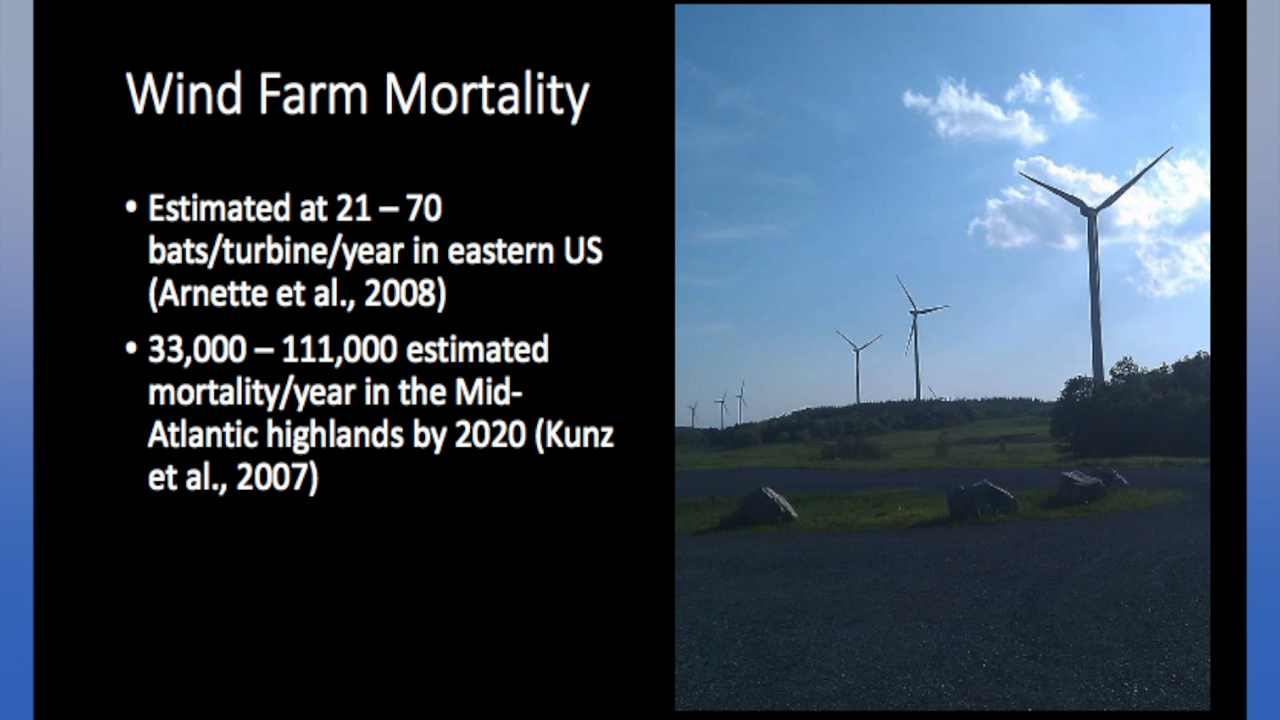 Wind Farm Mortality
• Estimated at 21 – 70
bats/turbine/year in eastern US
(Arnette et al., 2008)
• 33,000 – 111,000 estimated
mortality/year in the Mid-
Atlantic highlands by 2020 (Kunz
et al., 2007)